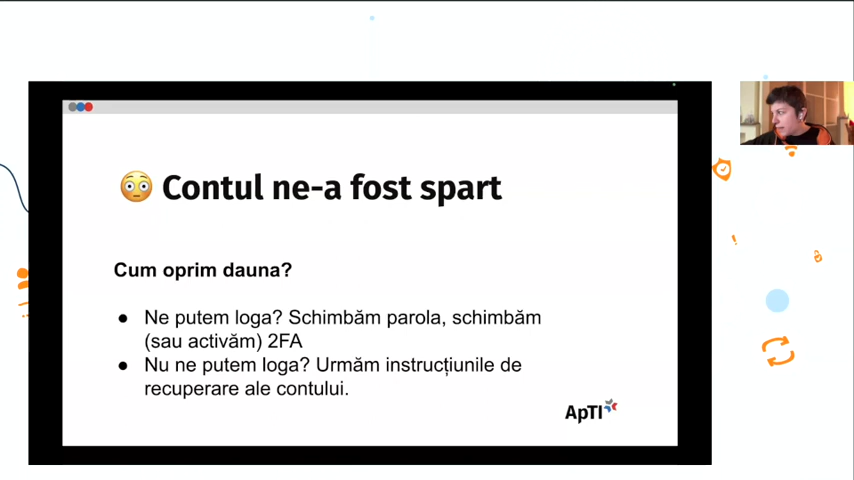 😳 Contul ne-a fost spart
Cum oprim dauna?
● Ne putem loga? Schimbăm parola, schimbăm
(sau activăm) 2FA
● Nu ne putem loga? Urmăm instrucțiunile de
recuperare ale contului.
ApTI